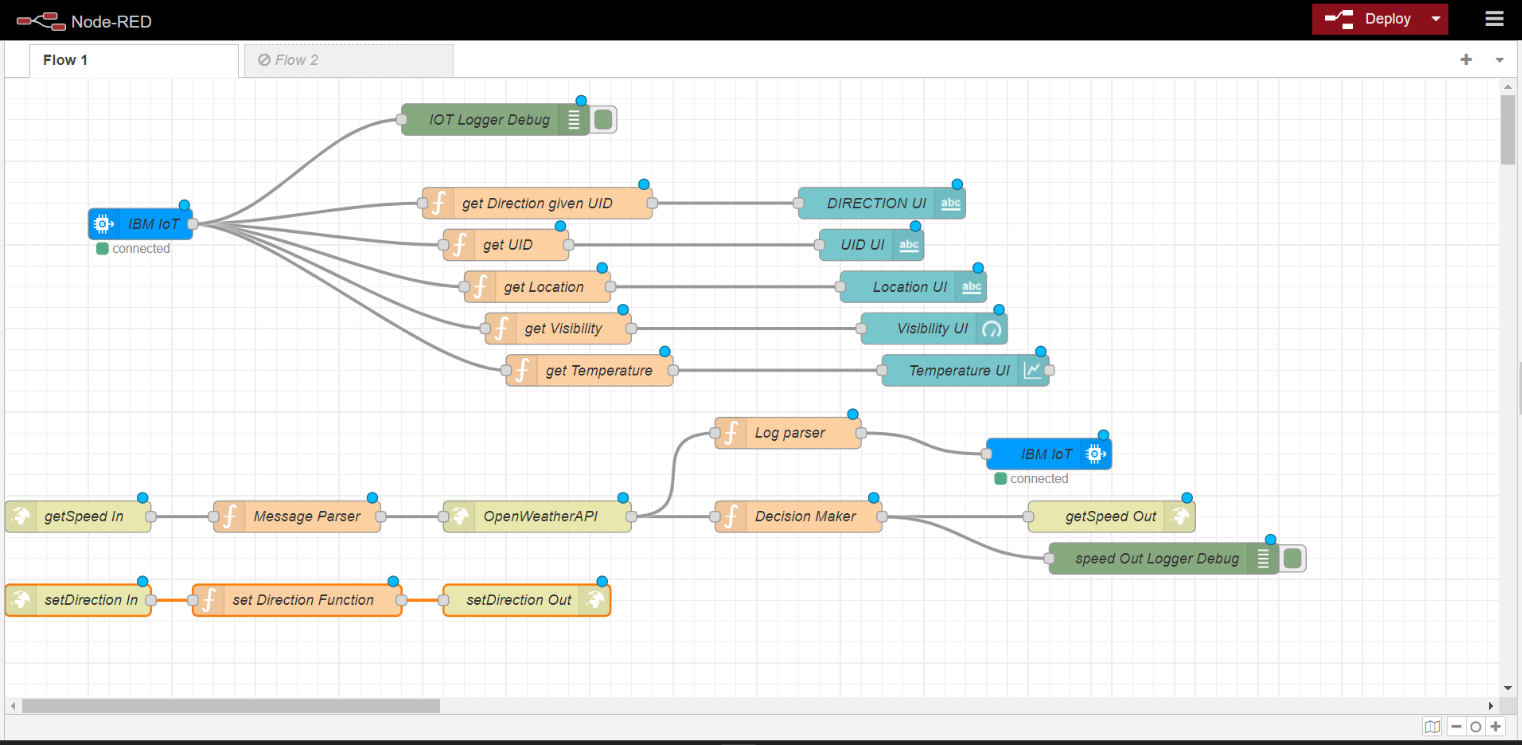 Node-RED
Deploy
Flow 1
Flow 2
IOT Logger Debug
get Direction given UID
DIRECTION UI
abc
IBM IoT
connected
get UID
UID UI
abc
get Location
Location UI
abc
get Visibility
Visibility UI
get Temperature
Temperature UI
Log parser
IBM IoT
connected
getSpeed In
Message Parser
OpenWeatherAPI
Decision Maker
getSpeed Out
speed Out Logger Debug
setDirection In
set Direction Function
setDirection Out